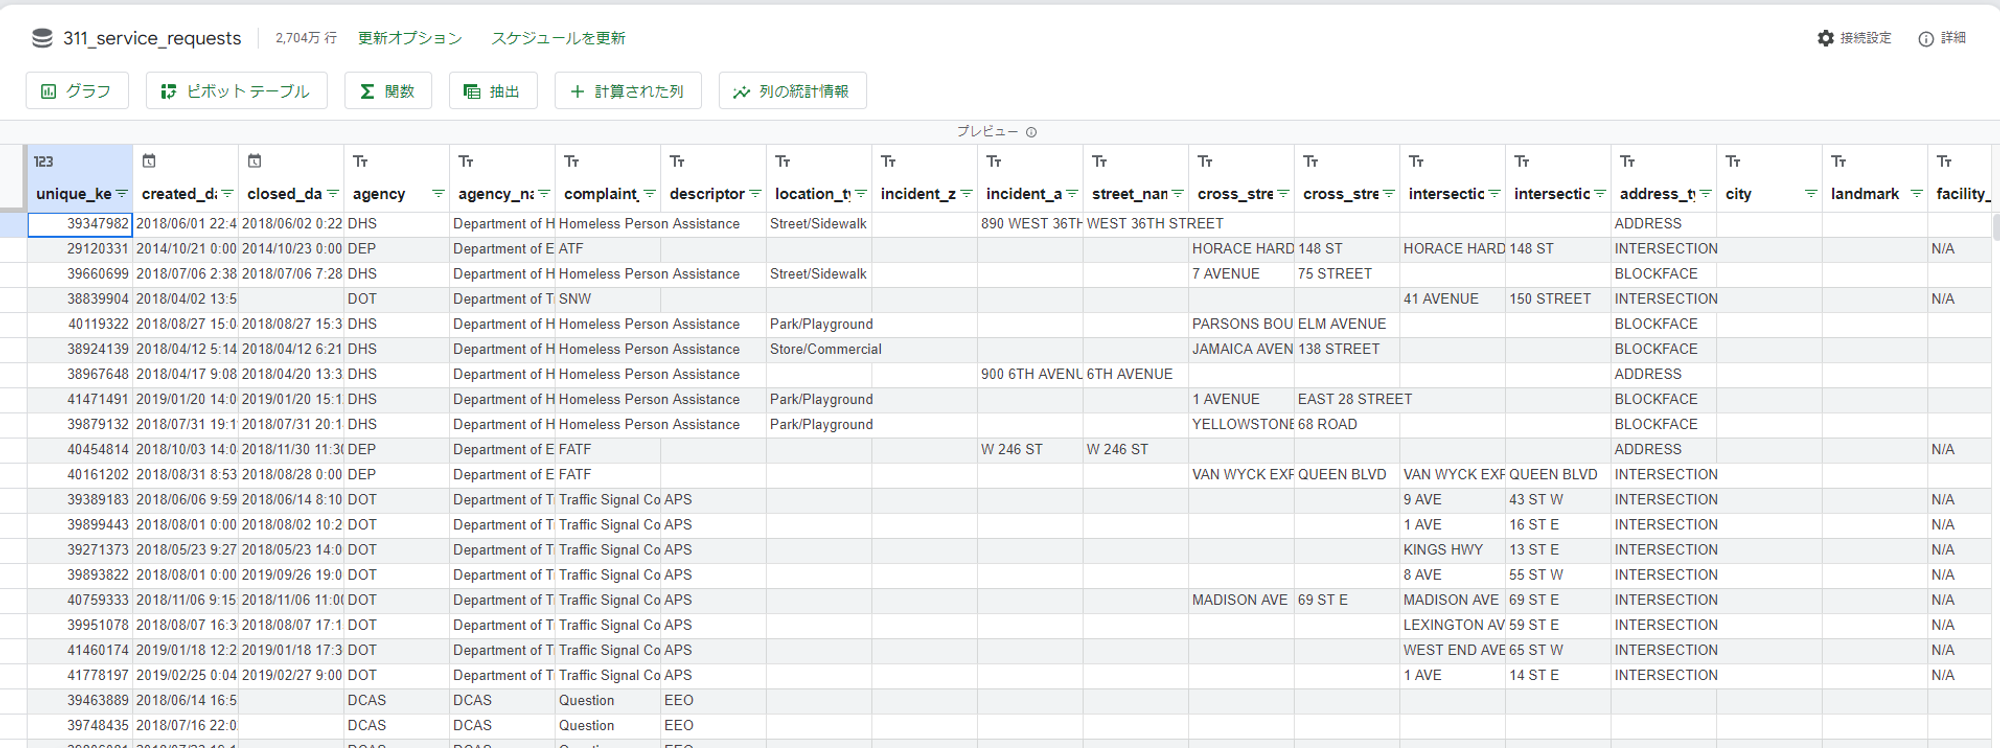 311_service_requests 2,704万 行 更新オプション スケジュールを更新 接続設定 詳細
グラフ ピボット テーブル 関数 抽出 計算された列 列の統計情報
プレビュー
123
unique_ke created_da closed_da agency agency_na complaint_ descriptor location_ty incident_z incident_a street_nan cross_stre cross_stre intersectic intersectic address_ty city landmark facility_
39347982 2018/06/01 22:4 2018/06/02 0:22 DHS Department of H Homeless Person Assistance Street/Sidewalk 890 WEST 36TH WEST 36TH STREET ADDRESS
29120331 2014/10/21 0:00 2014/10/23 0:00 DEP Department of E ATF HORACE HARD 148 ST HORACE HARD 148 ST INTERSECTION N/A
39660699 2018/07/06 2:38 2018/07/06 7:28 DHS Department of H Homeless Person Assistance Street/Sidewalk 7 AVENUE 75 STREET BLOCKFACE
38839904 2018/04/02 13:5 DOT Department of T SNW 41 AVENUE 150 STREET INTERSECTION N/A
40119322 2018/08/27 15:0 2018/08/27 15:3 DHS Department of H Homeless Person Assistance Park/Playground PARSONS BOU ELM AVENUE BLOCKFACE
38924139 2018/04/12 5:14 2018/04/12 6:21 DHS Department of H Homeless Person Assistance Store/Commercial JAMAICA AVEN 138 STREET BLOCKFACE
38967648 2018/04/17 9:08 2018/04/20 13:3 DHS Department of H Homeless Person Assistance 900 6TH AVENU 6TH AVENUE ADDRESS
41471491 2019/01/20 14:0 2019/01/20 15:1 DHS Department of H Homeless Person Assistance Park/Playground 1 AVENUE EAST 28 STREET BLOCKFACE
39879132 2018/07/31 19:1 2018/07/31 20:1 DHS Department of H Homeless Person Assistance Park/Playground YELLOWSTONE 68 ROAD BLOCKFACE
40454814 2018/10/03 14:0 2018/11/30 11:30 DEP Department of E FATF W 246 ST W 246 ST ADDRESS N/A
40161202 2018/08/31 8:53 2018/08/28 0:00 DEP Department of E FATF VAN WYCK EXP QUEEN BLVD VAN WYCK EXP QUEEN BLVD INTERSECTION N/A
39389183 2018/06/06 9:59 2018/06/14 8:10 DOT Department of T Traffic Signal Co APS 9 AVE 43 ST W INTERSECTION N/A
39899443 2018/08/01 0:00 2018/08/02 10:2 DOT Department of T Traffic Signal Co APS 1 AVE 16 ST E INTERSECTION N/A
39271373 2018/05/23 9:27 2018/05/23 14:0 DOT Department of T Traffic Signal Co APS KINGS HWY 13 ST E INTERSECTION N/A
39893822 2018/08/01 0:00 2019/09/26 19:0 DOT Department of T Traffic Signal Co APS 8 AVE 55 ST W INTERSECTION N/A
40759333 2018/11/06 9:15 2018/11/06 11:00 DOT Department of T Traffic Signal Co APS MADISON AVE 69 ST E MADISON AVE 69 ST E INTERSECTION N/A
39951078 2018/08/07 16:3 2018/08/07 17:1 DOT Department of T Traffic Signal Co APS LEXINGTON AV 59 ST E INTERSECTION N/A
41460174 2019/01/18 12:2 2019/01/18 17:3 DOT Department of T Traffic Signal Co APS WEST END AVE 65 ST W INTERSECTION N/A
41778197 2019/02/25 0:04 2019/02/27 9:00 DOT Department of T Traffic Signal Co APS 1 AVE 14 ST E INTERSECTION N/A
39463889 2018/06/14 16:5 DCAS DCAS Question EEO
39748435 2018/07/16 22:0 DCAS DCAS Question EEO